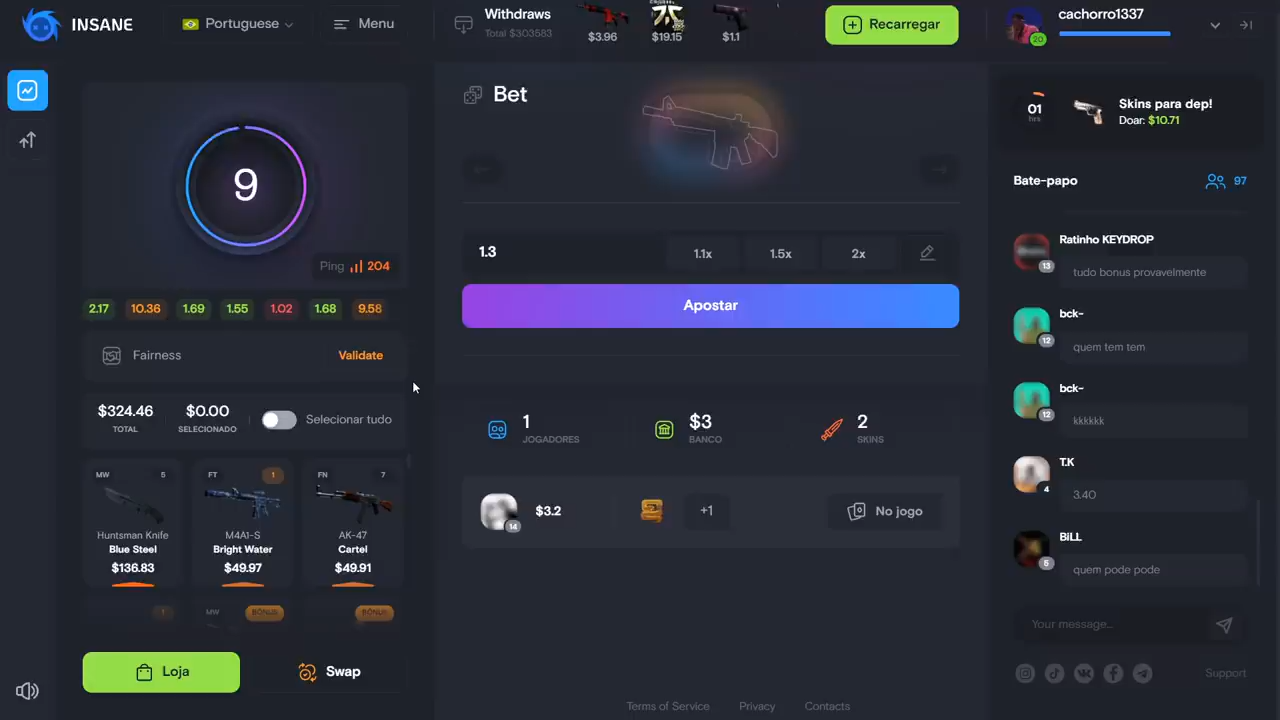 INSANE
Portuguese
Menu
Withdraws
Total $303583
$3.96
$19.15
$1.1
Recarregar
cachorro1337
20
9
Ping 204
2.17 10.36 1.69 1.55 1.02 1.68 9.58
Fairness
Validate
$324.46
TOTAL
$0.00
SELECIONADO
Selecionar tudo
MW 5
Huntsman Knife
Blue Steel
$136.83
FT 1
M4A1-S
Bright Water
$49.97
FN 7
AK-47
Cartel
$49.91
1
MW BÔNUS
BÔNUS
Loja
Swap
Bet
1.3
1.1x
1.5x
2x
Apostar
1
JOGADORES
$3
BANCO
2
SKINS
14
$3.2
+1
No jogo
Terms of Service
Privacy
Contacts
01
hrs
Skins para dep!
Doar: $10.71
Bate-papo
97
Ratinho KEYDROP
13
tudo bonus provavelmente
bck-
12
quem tem tem
bck-
12
kkkkkk
T.K
4
3.40
BiLL
5
quem pode pode
Your message...
Support